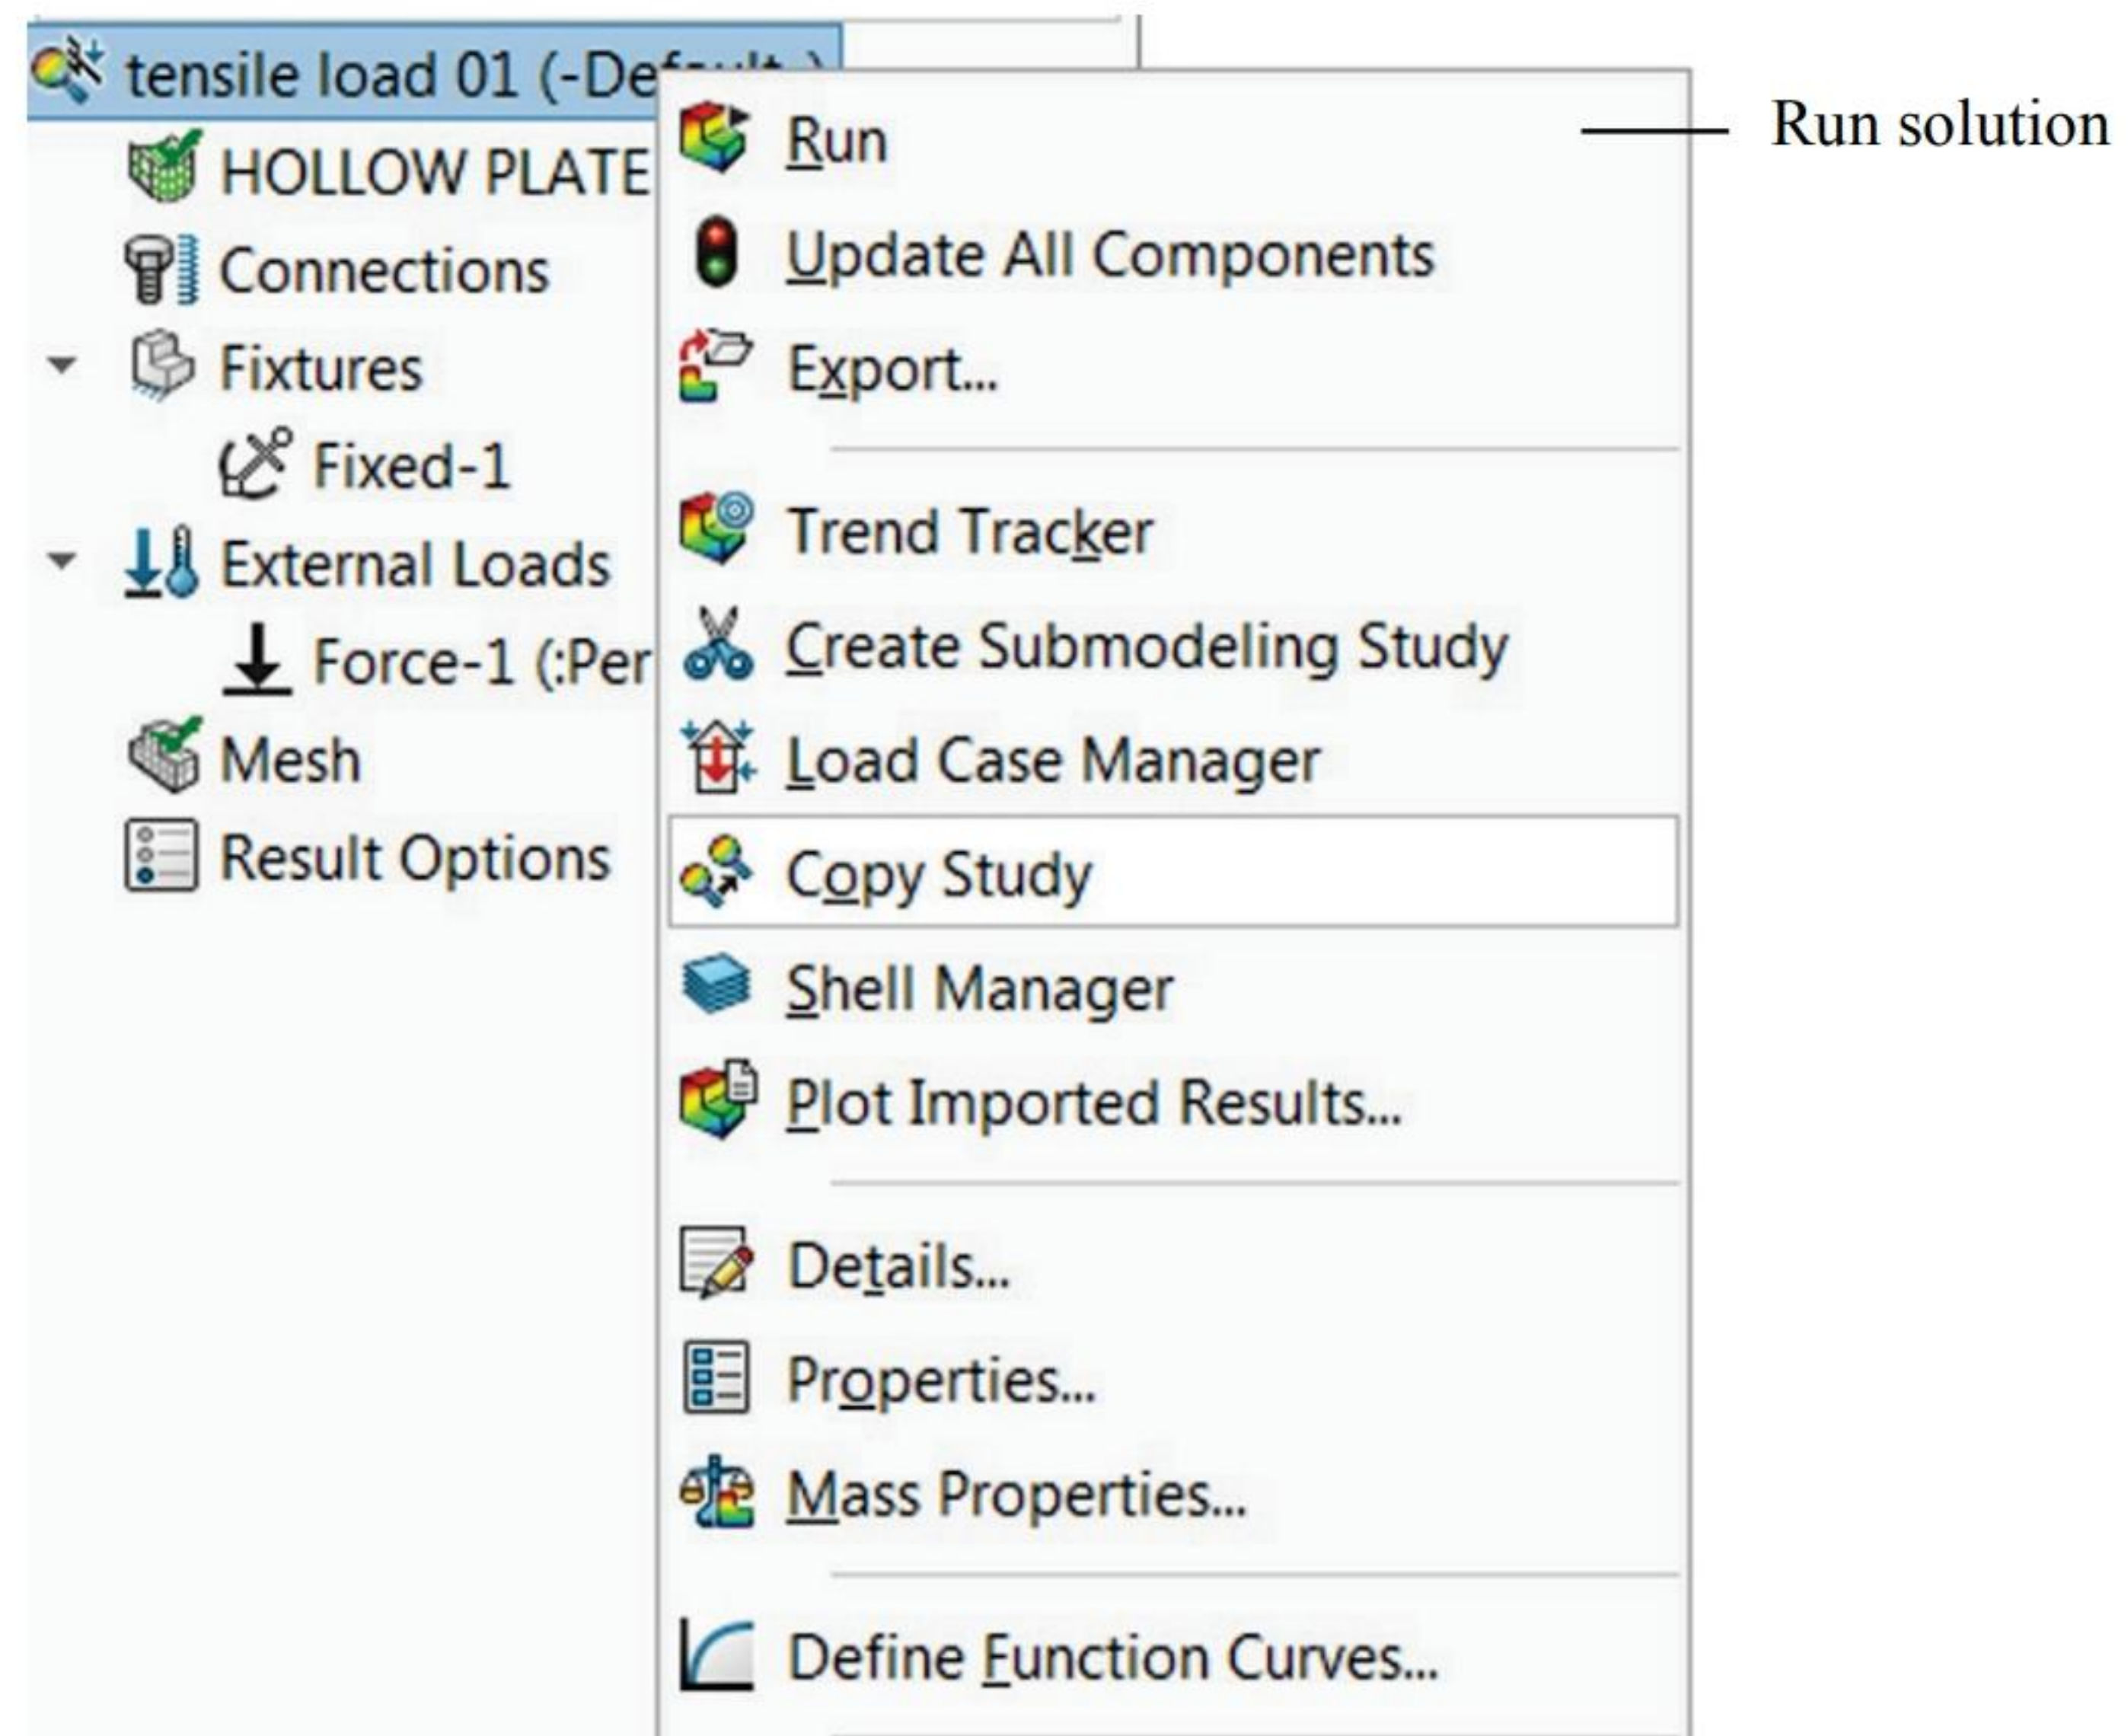 tensile load 01 (-Default-)
HOLLOW PLATE
Connections
Fixtures
Fixed-1
External Loads
Force-1 (:Per
Mesh
Result Options
Run
Update All Components
Export...
Trend Tracker
Create Submodeling Study
Load Case Manager
Copy Study
Shell Manager
Plot Imported Results...
Details...
Properties...
Mass Properties...
Define Function Curves...
Run solution